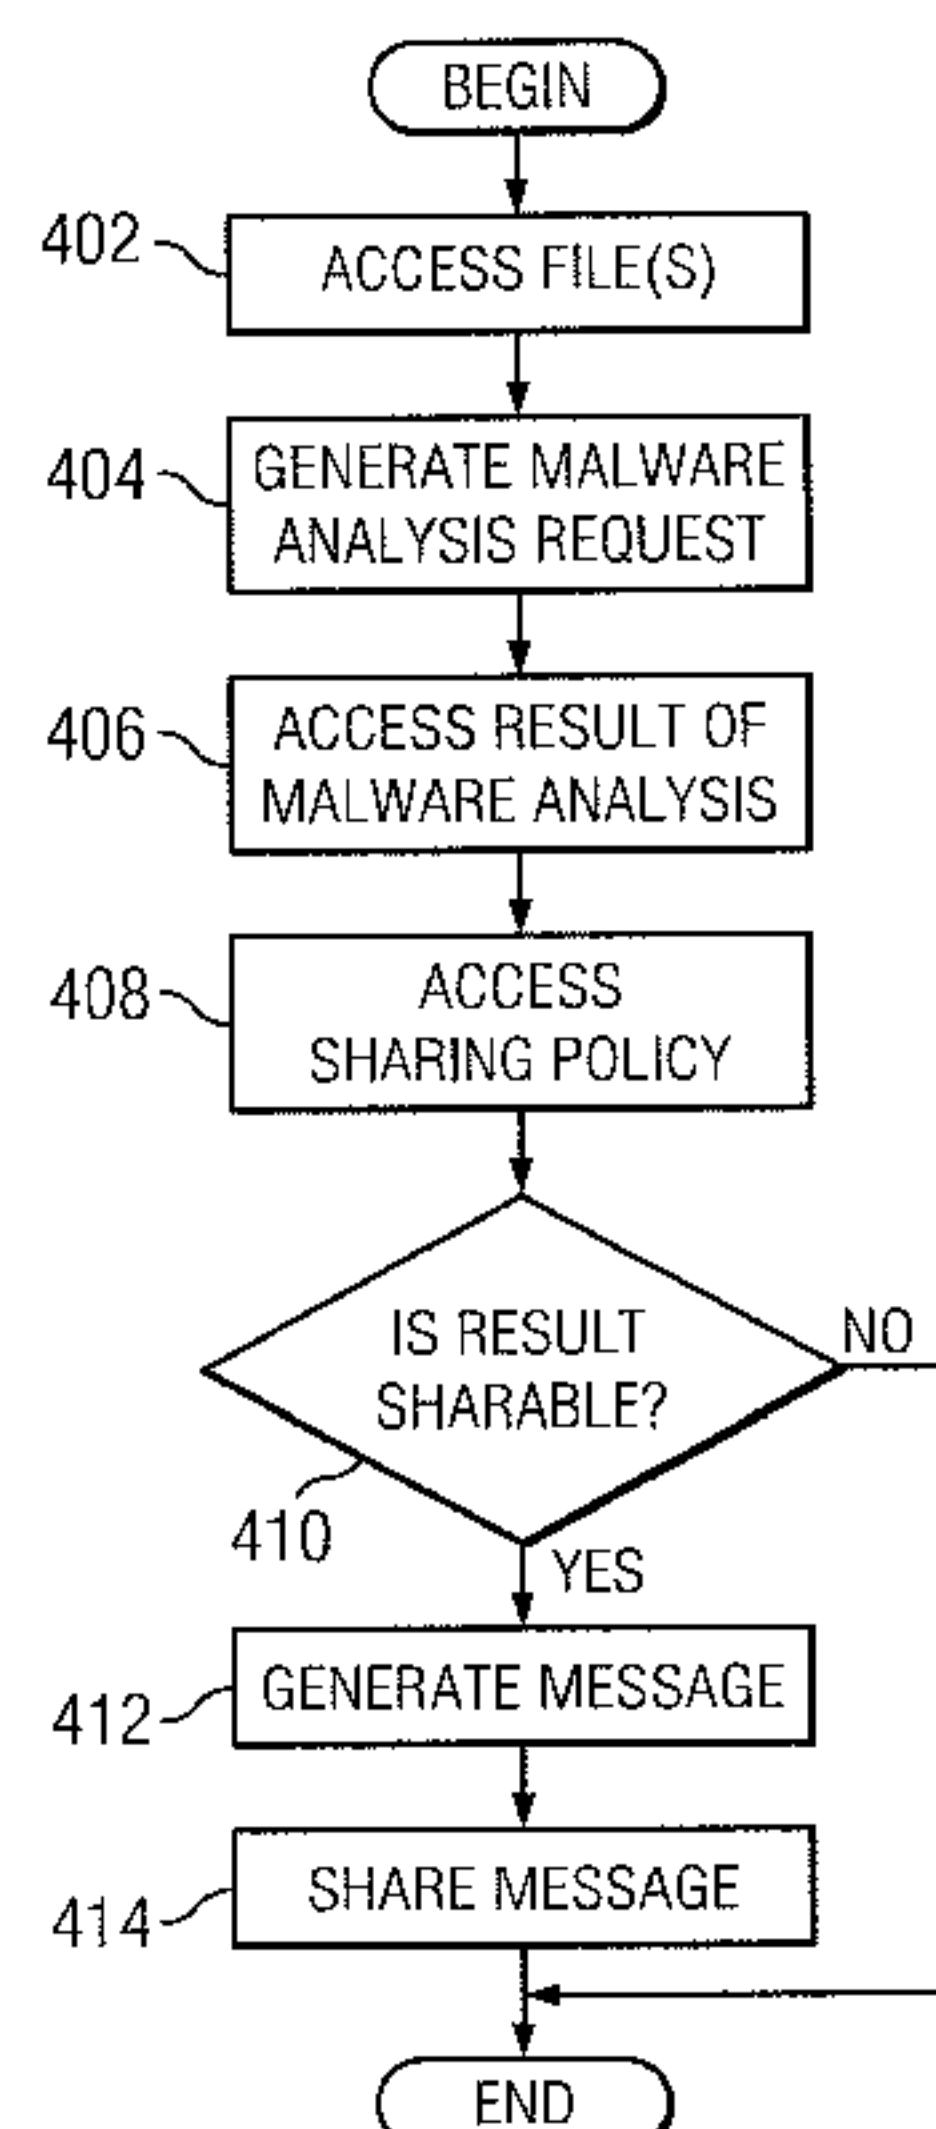 BEGIN
402
ACCESS FILE(S)
404
GENERATE MALWARE
ANALYSIS REQUEST
406
ACCESS RESULT OF
MALWARE ANALYSIS
408
ACCESS
SHARING POLICY
IS RESULT
SHARABLE?
NO
410
YES
412
GENERATE MESSAGE
414
SHARE MESSAGE
END